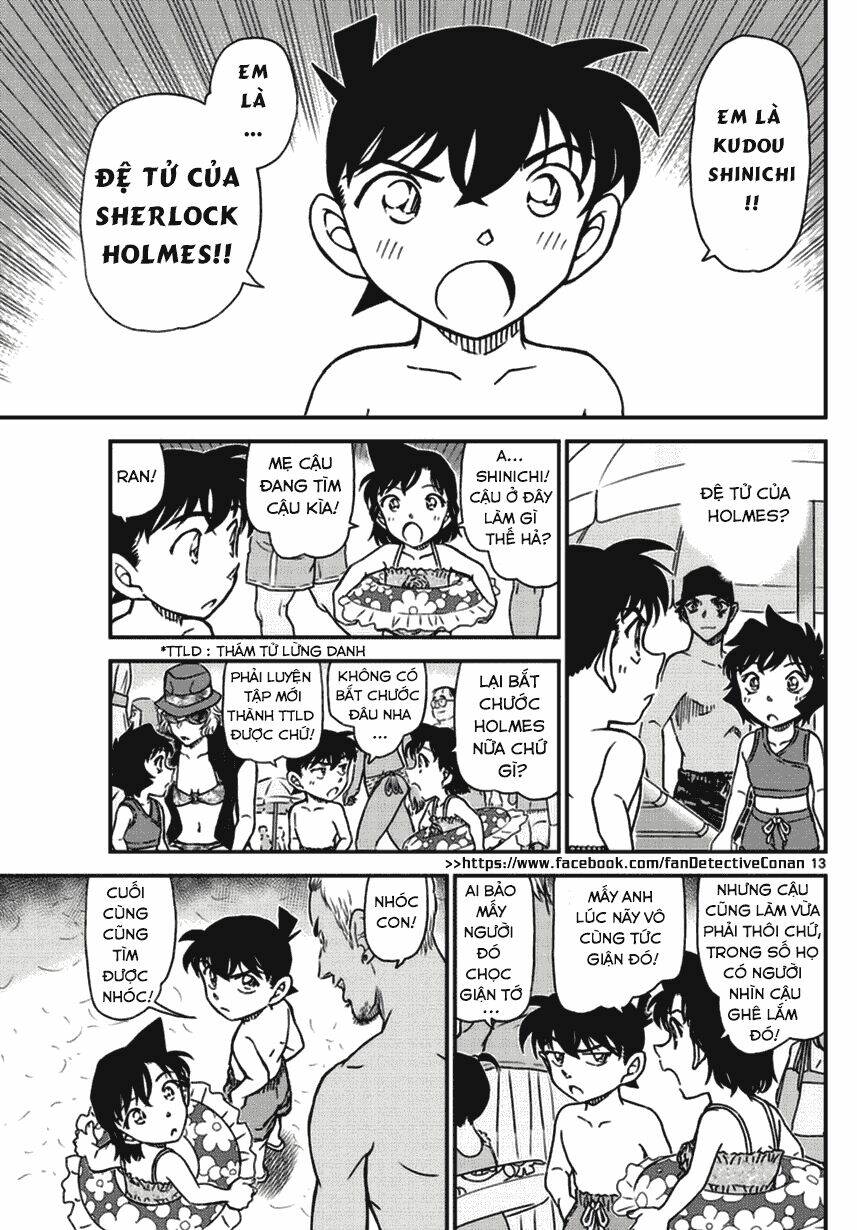 EM LÀ
KUDOU
SHINICHI
!!
EM
LÀ
...
ĐỆ TỬ CỦA
SHERLOCK
HOLMES!!
ĐỆ TỬ CỦA
HOLMES?
A...
SHINICHI!
CẬU Ở ĐÂY
LÀM GÌ
THẾ HẢ?
MẸ CẬU
ĐANG TÌM
CẬU KÌA!
RAN!
*TTLD : THÁM TỬ LỪNG DANH
LẠI BẮT
CHƯỚC
HOLMES
NỮA CHỨ
GÌ?
KHÔNG CÓ
BẮT CHƯỚC
ĐÂU NHA
...
PHẢI LUYỆN
TẬP MỚI
THÀNH TTLD
ĐƯỢC CHỨ!
>>https://www.facebook.com/fanDetectiveConan 13
NHƯNG CẬU
CŨNG LÀM VỪA
PHẢI THÔI CHỨ,
TRONG SỐ HỌ
CÓ NGƯỜI
NHÌN CẬU
GHÊ LẮM
ĐÓ!
MẤY ANH
LÚC NÃY VÔ
CÙNG TỨC
GIẬN ĐÓ!
AI BẢO
MẤY
NGƯỜI
ĐÓ
CHỌC
GIẬN TỚ
...
NHÓC
CON!
CUỐI
CÙNG
CŨNG
TÌM
ĐƯỢC
NHÓC!